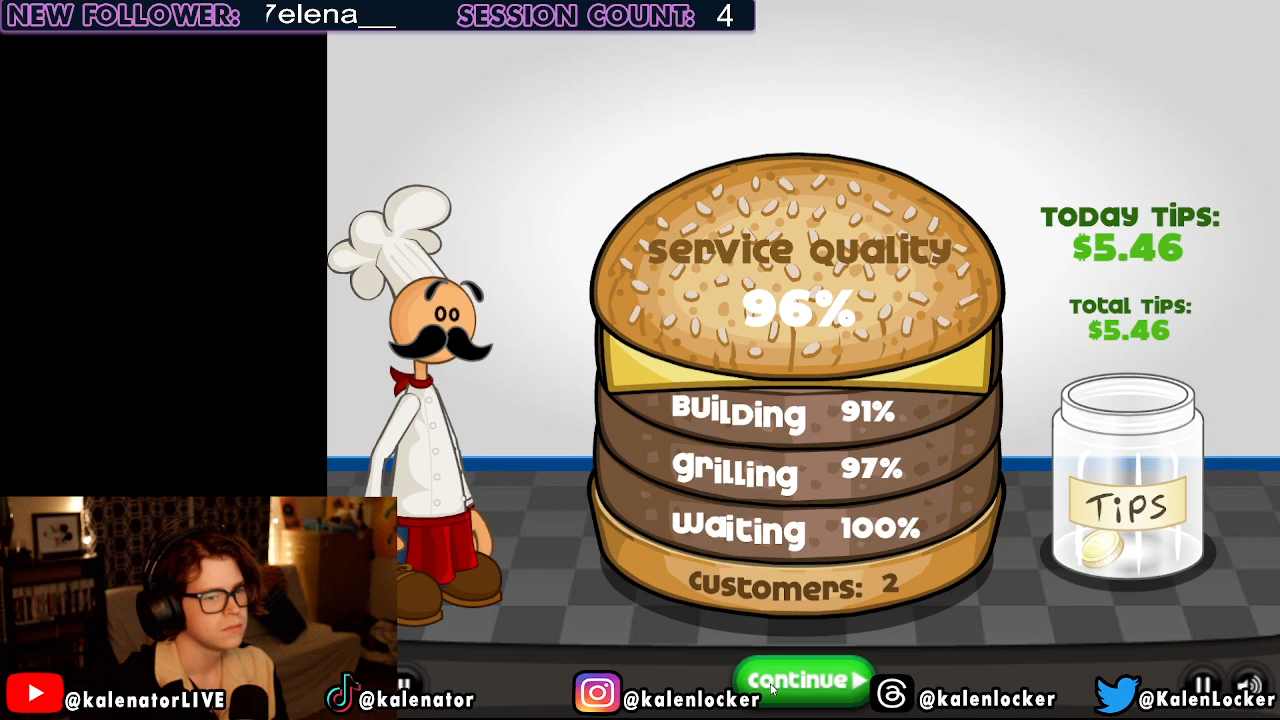 NEW FOLLOWER: 7elena___ SESSION COUNT: 4
service quality
96%
Building 91%
grilling 97%
waiting 100%
customers: 2
Today Tips:
$5.46
Total Tips:
$5.46
TIPS
continue
@kalenatorLIVE @kalenator @kalenlocker @kalenlocker @KalenLocker